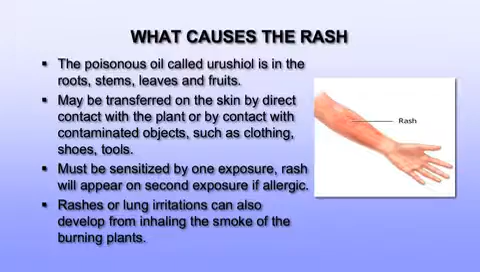 WHAT CAUSES THE RASH
▪ The poisonous oil called urushiol is in the
roots, stems, leaves and fruits.
▪ May be transferred on the skin by direct
contact with the plant or by contact with
contaminated objects, such as clothing,
shoes, tools.
▪ Must be sensitized by one exposure, rash
will appear on second exposure if allergic.
▪ Rashes or lung irritations can also
develop from inhaling the smoke of the
burning plants.
Rash